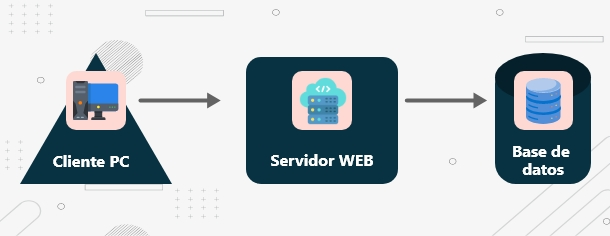 Cliente PC
Servidor WEB
Base de
datos